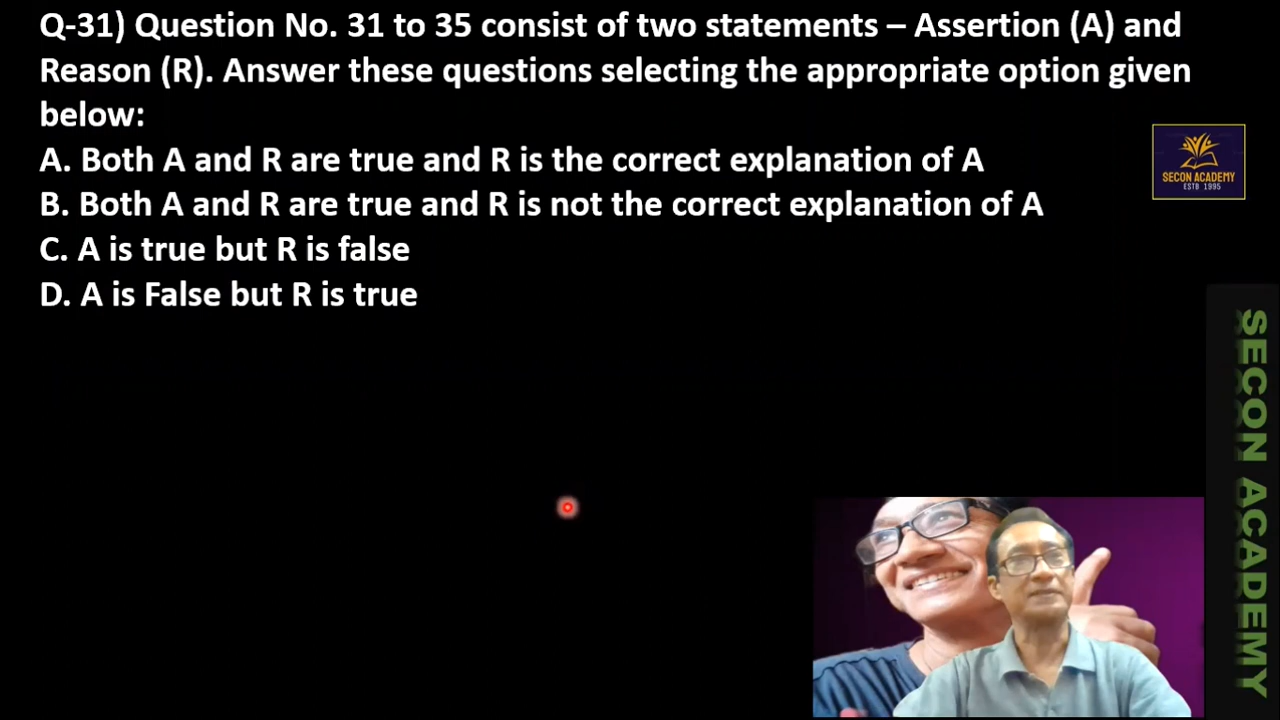 Q-31) Question No. 31 to 35 consist of two statements – Assertion (A) and
Reason (R). Answer these questions selecting the appropriate option given
below:
A. Both A and R are true and R is the correct explanation of A
B. Both A and R are true and R is not the correct explanation of A
C. A is true but R is false
D. A is False but R is true
SECON ACADEMY
ESTB 1995
SECON ACADEMY